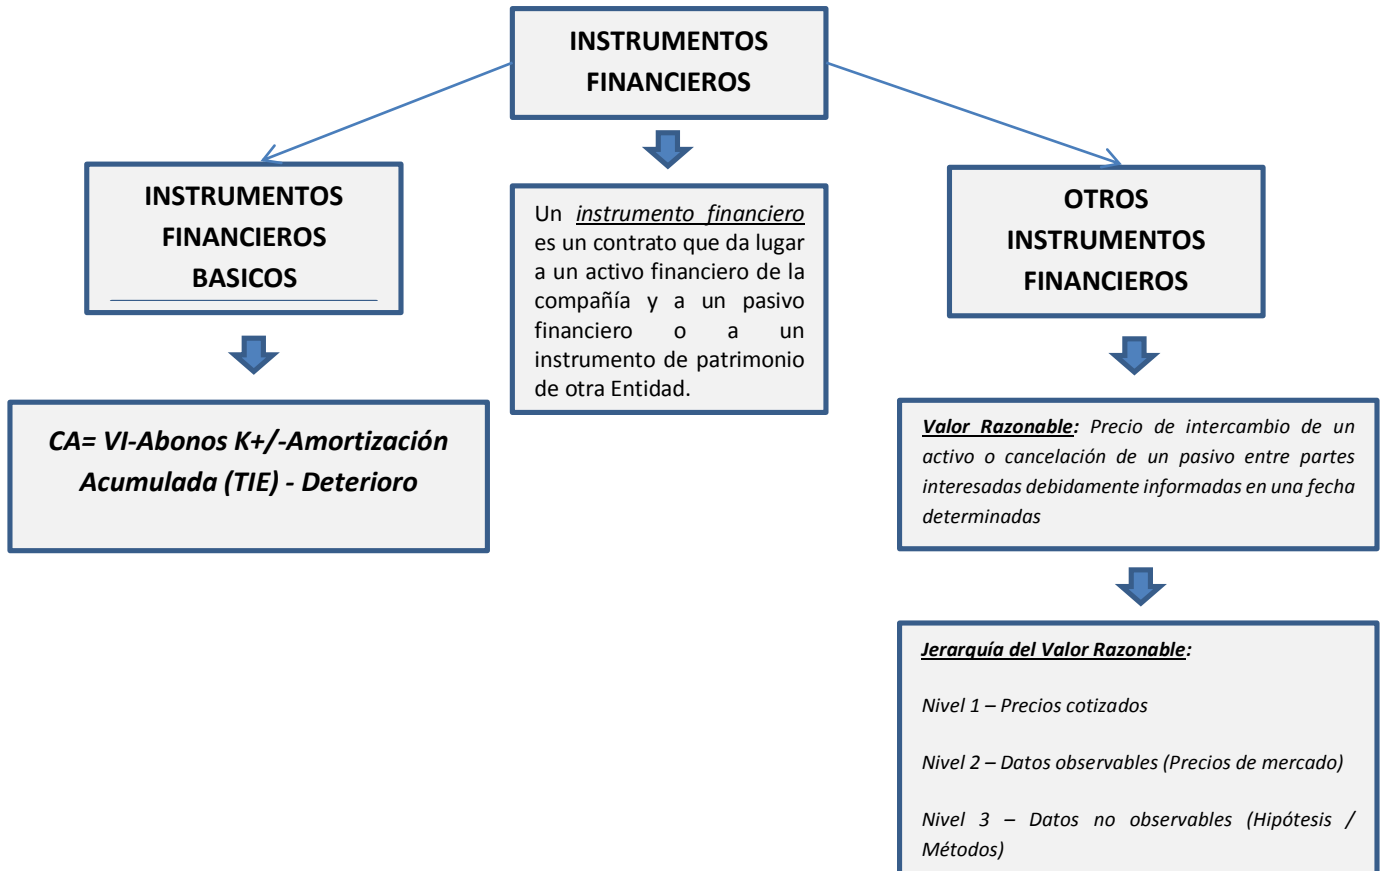 INSTRUMENTOS
FINANCIEROS
INSTRUMENTOS
FINANCIEROS
BASICOS
Un instrumento financiero
es un contrato que da lugar
a un activo financiero de la
compañía y a un pasivo
financiero o a un
instrumento de patrimonio
de otra Entidad.
OTROS
INSTRUMENTOS
FINANCIEROS
CA= VI-Abonos K+/-Amortización
Acumulada (TIE) - Deterioro
Valor Razonable: Precio de intercambio de un
activo o cancelación de un pasivo entre partes
interesadas debidamente informadas en una fecha
determinadas
Jerarquía del Valor Razonable:
Nivel 1 – Precios cotizados
Nivel 2 – Datos observables (Precios de mercado)
Nivel 3 – Datos no observables (Hipótesis /
Métodos)